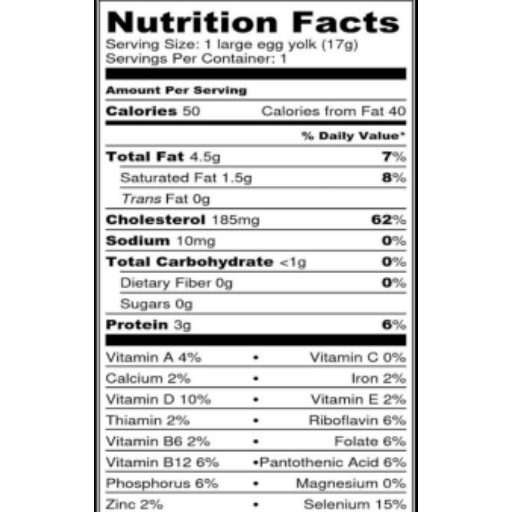 Nutrition Facts
Serving Size: 1 large egg yolk (17g)
Servings Per Container: 1
Amount Per Serving
Calories 50 Calories from Fat 40
% Daily Value*
Total Fat 4.5g 7%
Saturated Fat 1.5g 8%
Trans Fat 0g
Cholesterol 185mg 62%
Sodium 10mg 0%
Total Carbohydrate <1g 0%
Dietary Fiber 0g 0%
Sugars 0g
Protein 3g 6%
Vitamin A 4% • Vitamin C 0%
Calcium 2% • Iron 2%
Vitamin D 10% • Vitamin E 2%
Thiamin 2% • Riboflavin 6%
Vitamin B6 2% • Folate 6%
Vitamin B12 6% •Pantothenic Acid 6%
Phosphorus 6% • Magnesium 0%
Zinc 2% • Selenium 15%